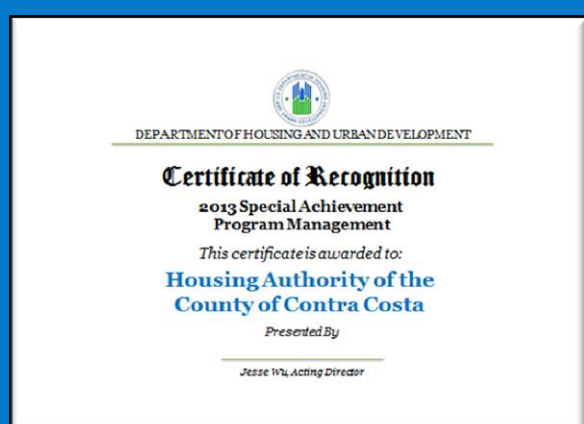 DEPARTMENT OF HOUSING AND URBAN DEVELOPMENT
Certificate of Recognition
2013 Special Achievement
Program Management
This certificate is awarded to:
Housing Authority of the
County of Contra Costa
Presented By
Jesse Wu, Acting Director